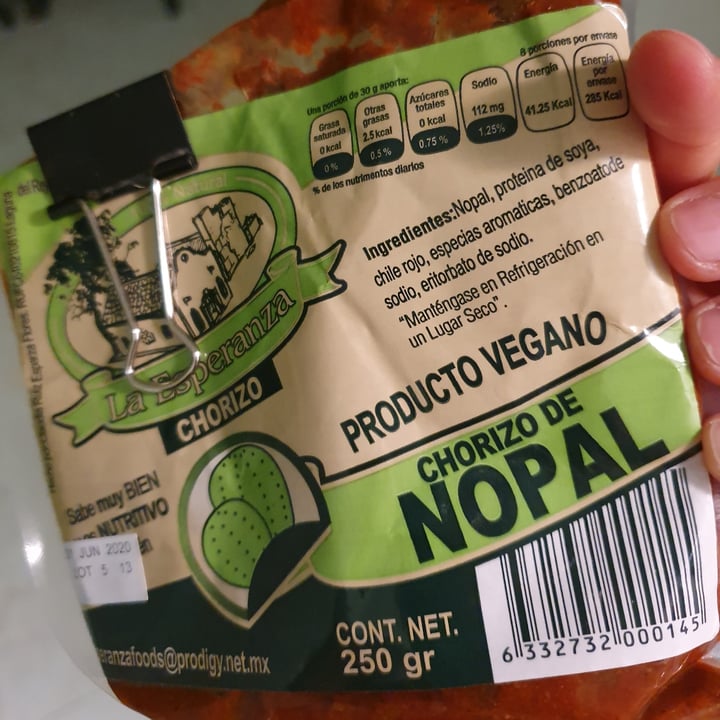 8 porciones por envase
Una porción de 30 g aporta:
Grasa saturada 0 kcal 0 %
Otras grasas 2.5 kcal 0.5 %
Azúcares totales 0 kcal 0.75 %
Sodio 112 mg 1.25%
Energía 41.25 Kcal
Energía por envase 285 Kcal
% de los nutrimentos diarios
Ingredientes:Nopal, proteina de soya,
chile rojo, especias aromaticas, benzoatode
sodio, eritorbato de sodio.
"Manténgase en Refrigeración en
un Lugar Seco".
Natural
La Esperanza
CHORIZO
PRODUCTO VEGANO
CHORIZO DE
NOPAL
Sabe muy BIEN
NUTRITIVO
JUN 2020
LOT 5 13
CONT. NET.
250 gr
eranzafoods@prodigy.net.mx
6 332732 000145